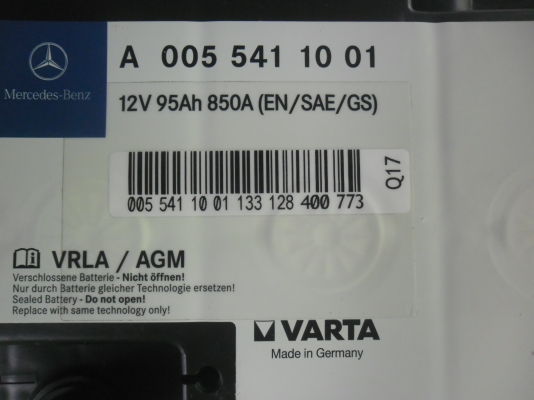 Mercedes-Benz
A 005 541 10 01
12V 95Ah 850A (EN/SAE/GS)
005 541 10 01 133 128 400 773
Q17
VRLA / AGM
Verschlossene Batterie - Nicht öffnen!
Nur durch Batterie gleicher Technologie ersetzen!
Sealed Battery - Do not open!
Replace with same technology only!
VARTA
Made in Germany